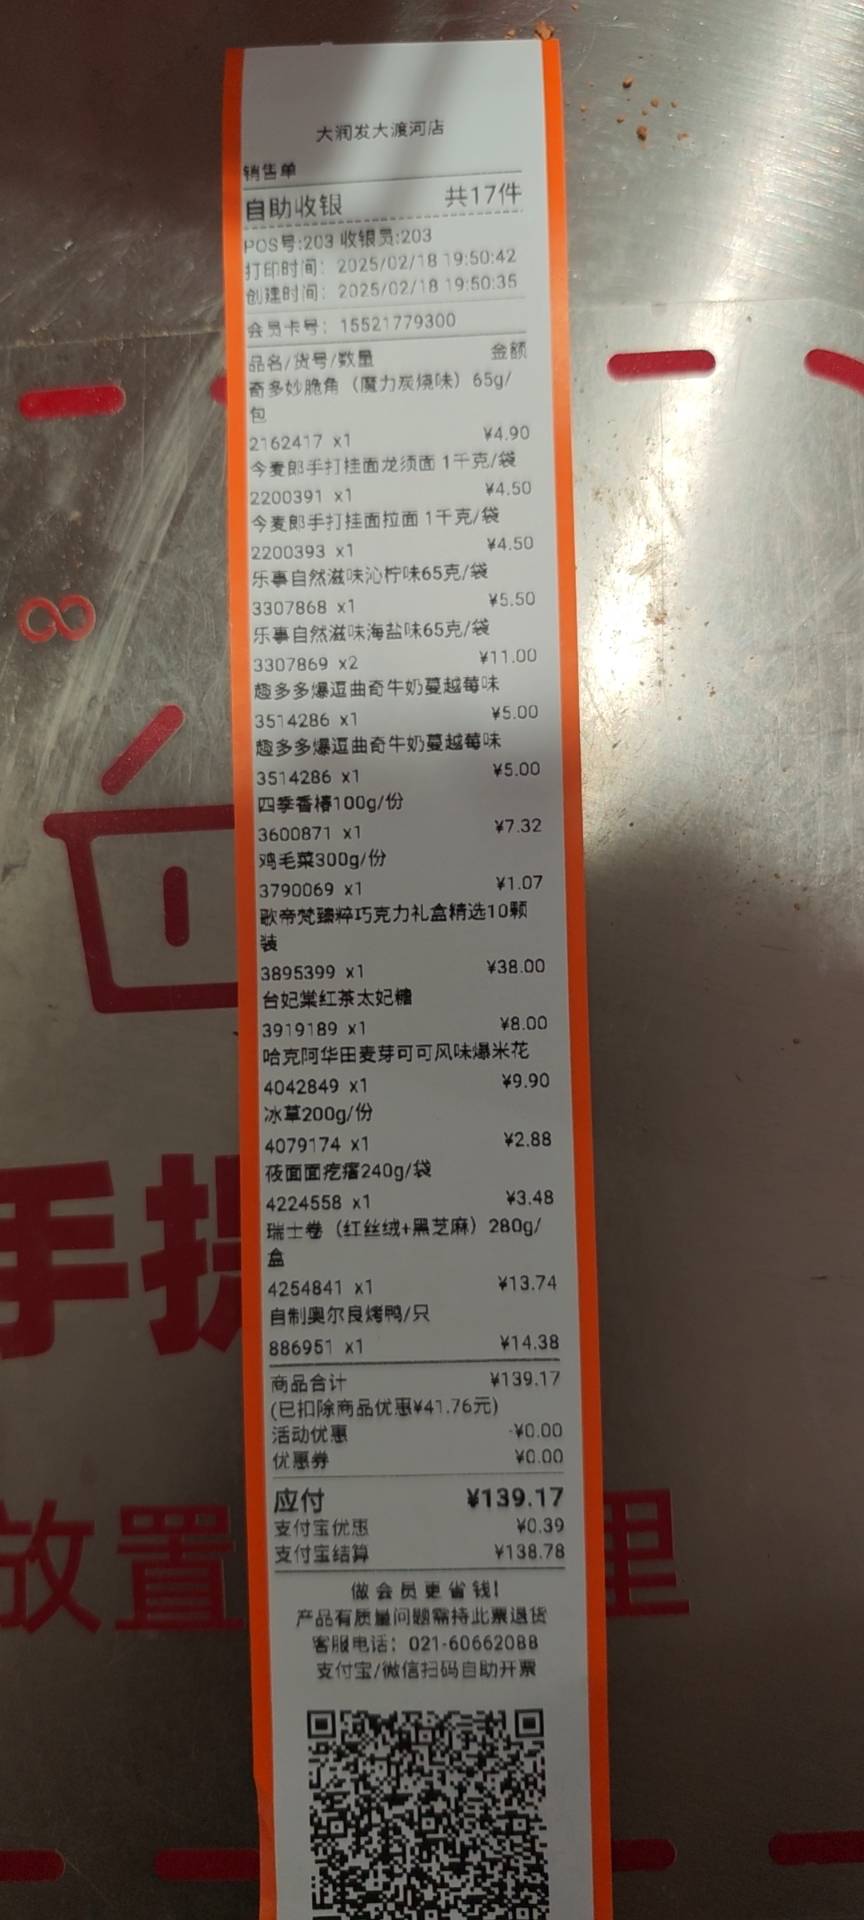 大润发大渡河店
销售单
自助收银 共17件
POS号:203 收银员:203
打印时间: 2025/02/18 19:50:42
创建时间: 2025/02/18 19:50:35
会员卡号: 15521779300
品名/货号/数量 金额
奇多妙脆角（魔力炭烧味）65g/
包
2162417 x1 ¥4.90
今麦郎手打挂面龙须面 1千克/袋
2200391 x1 ¥4.50
今麦郎手打挂面拉面 1千克/袋
2200393 x1 ¥4.50
乐事自然滋味沁柠味65克/袋
3307868 x1 ¥5.50
乐事自然滋味海盐味65克/袋
3307869 x2 ¥11.00
趣多多爆逗曲奇牛奶蔓越莓味
3514286 x1 ¥5.00
趣多多爆逗曲奇牛奶蔓越莓味
3514286 x1 ¥5.00
四季香椿100g/份
3600871 x1 ¥7.32
鸡毛菜300g/份
3790069 x1 ¥1.07
歌帝梵臻粹巧克力礼盒精选10颗
装
3895399 x1 ¥38.00
台妃棠红茶太妃糖
3919189 x1 ¥8.00
哈克阿华田麦芽可可风味爆米花
4042849 x1 ¥9.90
冰草200g/份
4079174 x1 ¥2.88
莜面面疙瘩240g/袋
4224558 x1 ¥3.48
瑞士卷（红丝绒+黑芝麻）280g/
盒
4254841 x1 ¥13.74
自制奥尔良烤鸭/只
886951 x1 ¥14.38
商品合计 ¥139.17
(已扣除商品优惠¥41.76元)
活动优惠 -¥0.00
优惠券 ¥0.00
应付 ¥139.17
支付宝优惠 ¥0.39
支付宝结算 ¥138.78
做会员更省钱!
产品有质量问题需持此票退货
客服电话: 021-60662088
支付宝/微信扫码自助开票
8
手提
放置
里